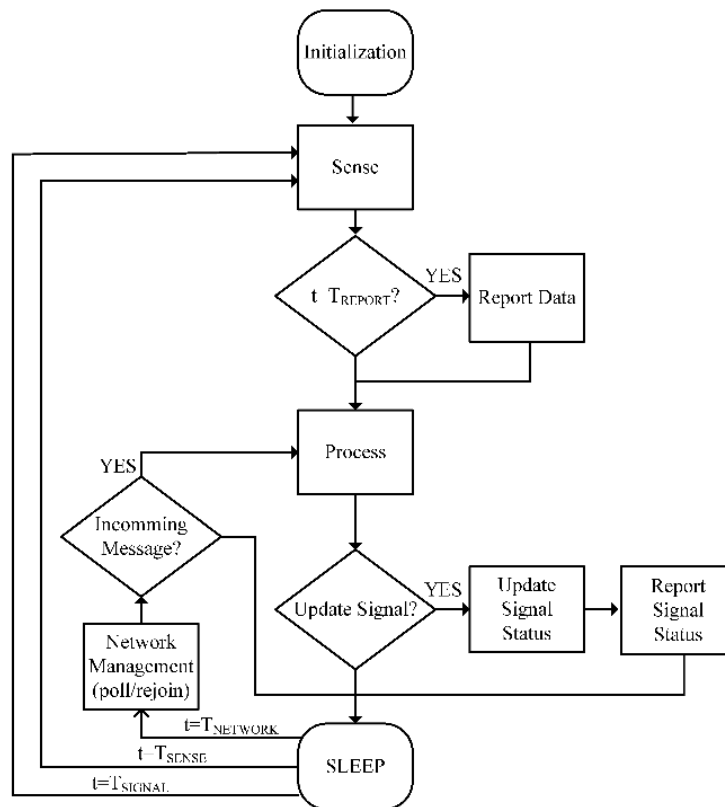 Initialization
Sense
t T_REPORT?
YES
Report Data
Process
YES
Incomming
Message?
Update Signal?
YES
Update
Signal
Status
Report
Signal
Status
Network
Management
(poll/rejoin)
t=T_NETWORK
t=T_SENSE
t=T_SIGNAL
SLEEP